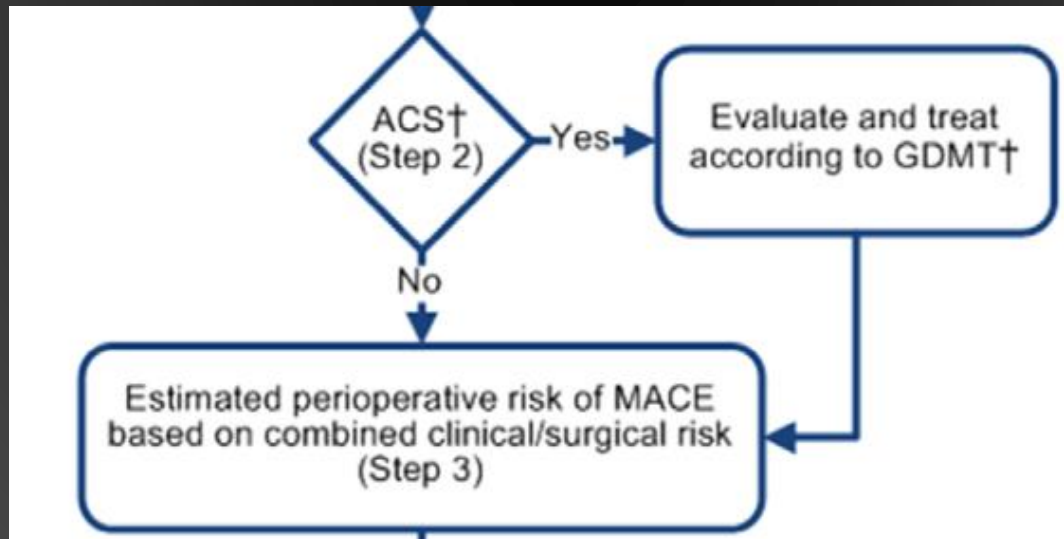 ACS†
(Step 2)
Yes
Evaluate and treat
according to GDMT†
No
Estimated perioperative risk of MACE
based on combined clinical/surgical risk
(Step 3)